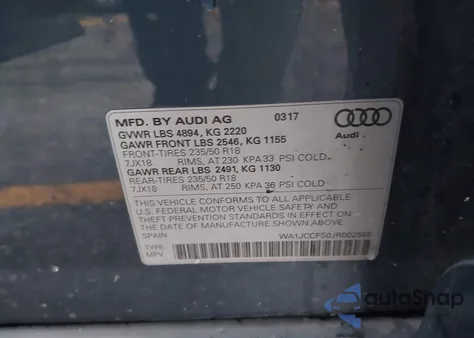 MFD. BY AUDI AG 0317
GVWR LBS 4894, KG 2220
GAWR FRONT LBS 2546, KG 1155
FRONT-TIRES 235/50 R18
7JX18 RIMS, AT 230 KPA 33 PSI COLD
GAWR REAR LBS 2491, KG 1130
REAR-TIRES 235/50 R18
7JX18 RIMS, AT 250 KPA 36 PSI COLD
Audi
THIS VEHICLE CONFORMS TO ALL APPLICABLE
U.S. FEDERAL MOTOR VEHICLE SAFETY AND
THEFT PREVENTION STANDARDS IN EFFECT ON
THE DATE OF MANUFACTURE SHOWN ABOVE.
SPAIN
TYPE: WA1JCCFS0JR002565
MPV
autoSnap